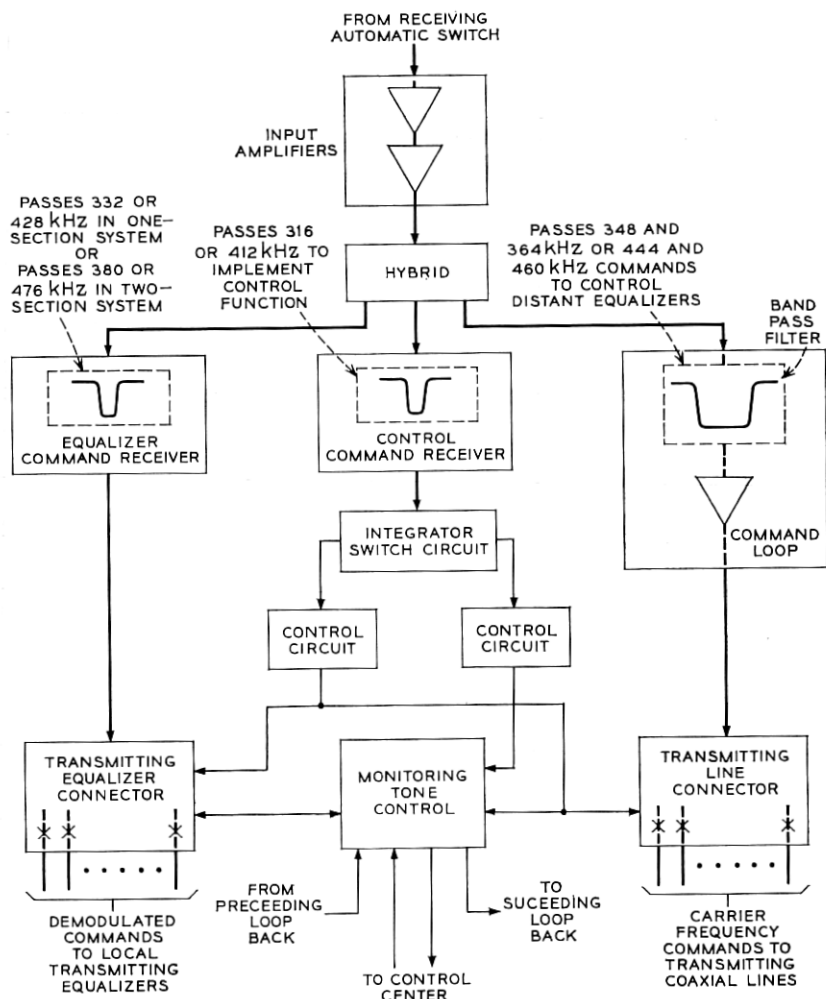 FROM RECEIVING
AUTOMATIC SWITCH
INPUT
AMPLIFIERS
PASSES 332 OR
428 kHz IN ONE-
SECTION SYSTEM
OR
PASSES 380 OR
476 kHz IN TWO-
SECTION SYSTEM
PASSES 316
OR 412 kHz TO
IMPLEMENT
CONTROL
FUNCTION
HYBRID
PASSES 348 AND
364 kHz OR 444 AND
460 kHz COMMANDS
TO CONTROL
DISTANT EQUALIZERS
BAND
PASS
FILTER
EQUALIZER
COMMAND RECEIVER
CONTROL
COMMAND RECEIVER
COMMAND
LOOP
INTEGRATOR
SWITCH CIRCUIT
CONTROL
CIRCUIT
CONTROL
CIRCUIT
TRANSMITTING
EQUALIZER
CONNECTOR
MONITORING
TONE
CONTROL
TRANSMITTING
LINE
CONNECTOR
FROM
PRECEEDING
LOOP
BACK
TO
SUCEEDING
LOOP
BACK
DEMODULATED
COMMANDS
TO LOCAL
TRANSMITTING
EQUALIZERS
TO CONTROL
CENTER
CARRIER
FREQUENCY
COMMANDS TO
TRANSMITTING
COAXIAL LINES